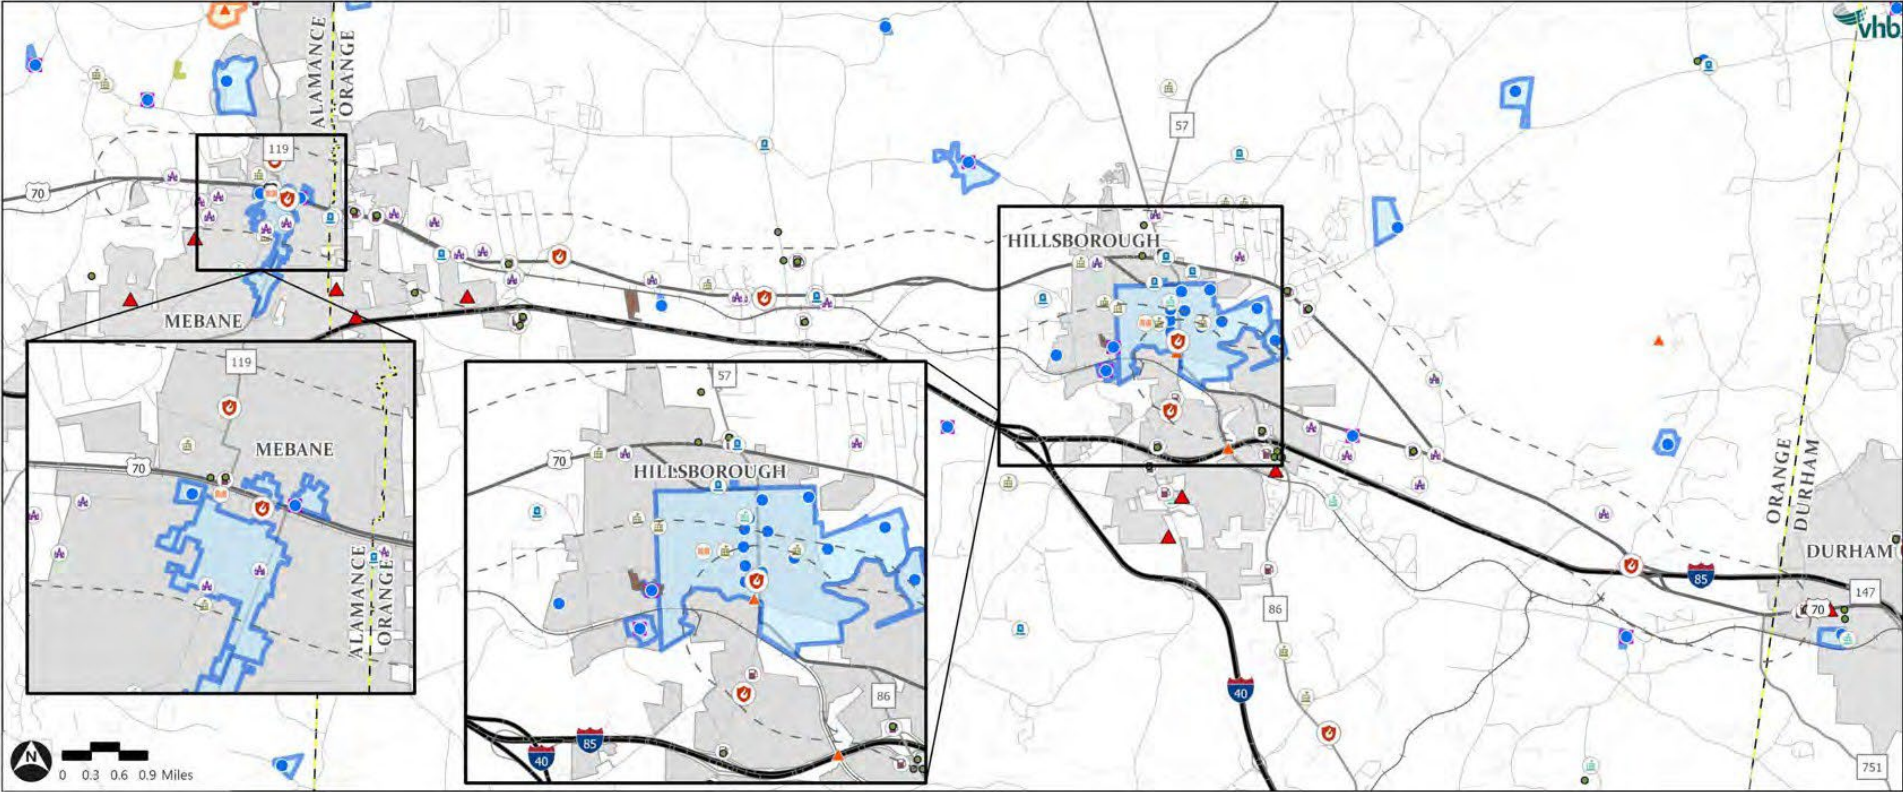 vhb
ALAMANCE
ORANGE
119
57
70
HILLSBOROUGH
MEBANE
119
57
MEBANE
70
70
HILLSBOROUGH
ALAMANCE
ORANGE
ORANGE
DURHAM
DURHAM
85
147
70
86
86
40
85
40
N
0 0.3 0.6 0.9 Miles
751